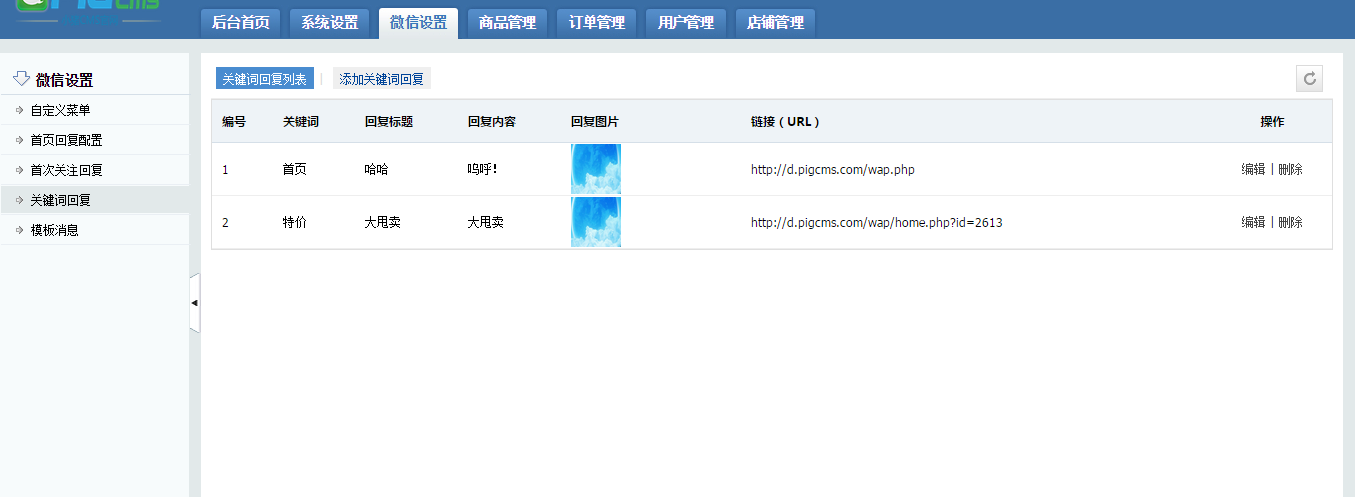 cms
后台首页 系统设置 微信设置 商品管理 订单管理 用户管理 店铺管理
微信设置
自定义菜单
首页回复配置
首次关注回复
关键词回复
模板消息
关键词回复列表 | 添加关键词回复
编号 关键词 回复标题 回复内容 回复图片 链接（URL） 操作
1 首页 哈哈 呜呼！ http://d.pigcms.com/wap.php 编辑 | 删除
2 特价 大甩卖 大甩卖 http://d.pigcms.com/wap/home.php?id=2613 编辑 | 删除